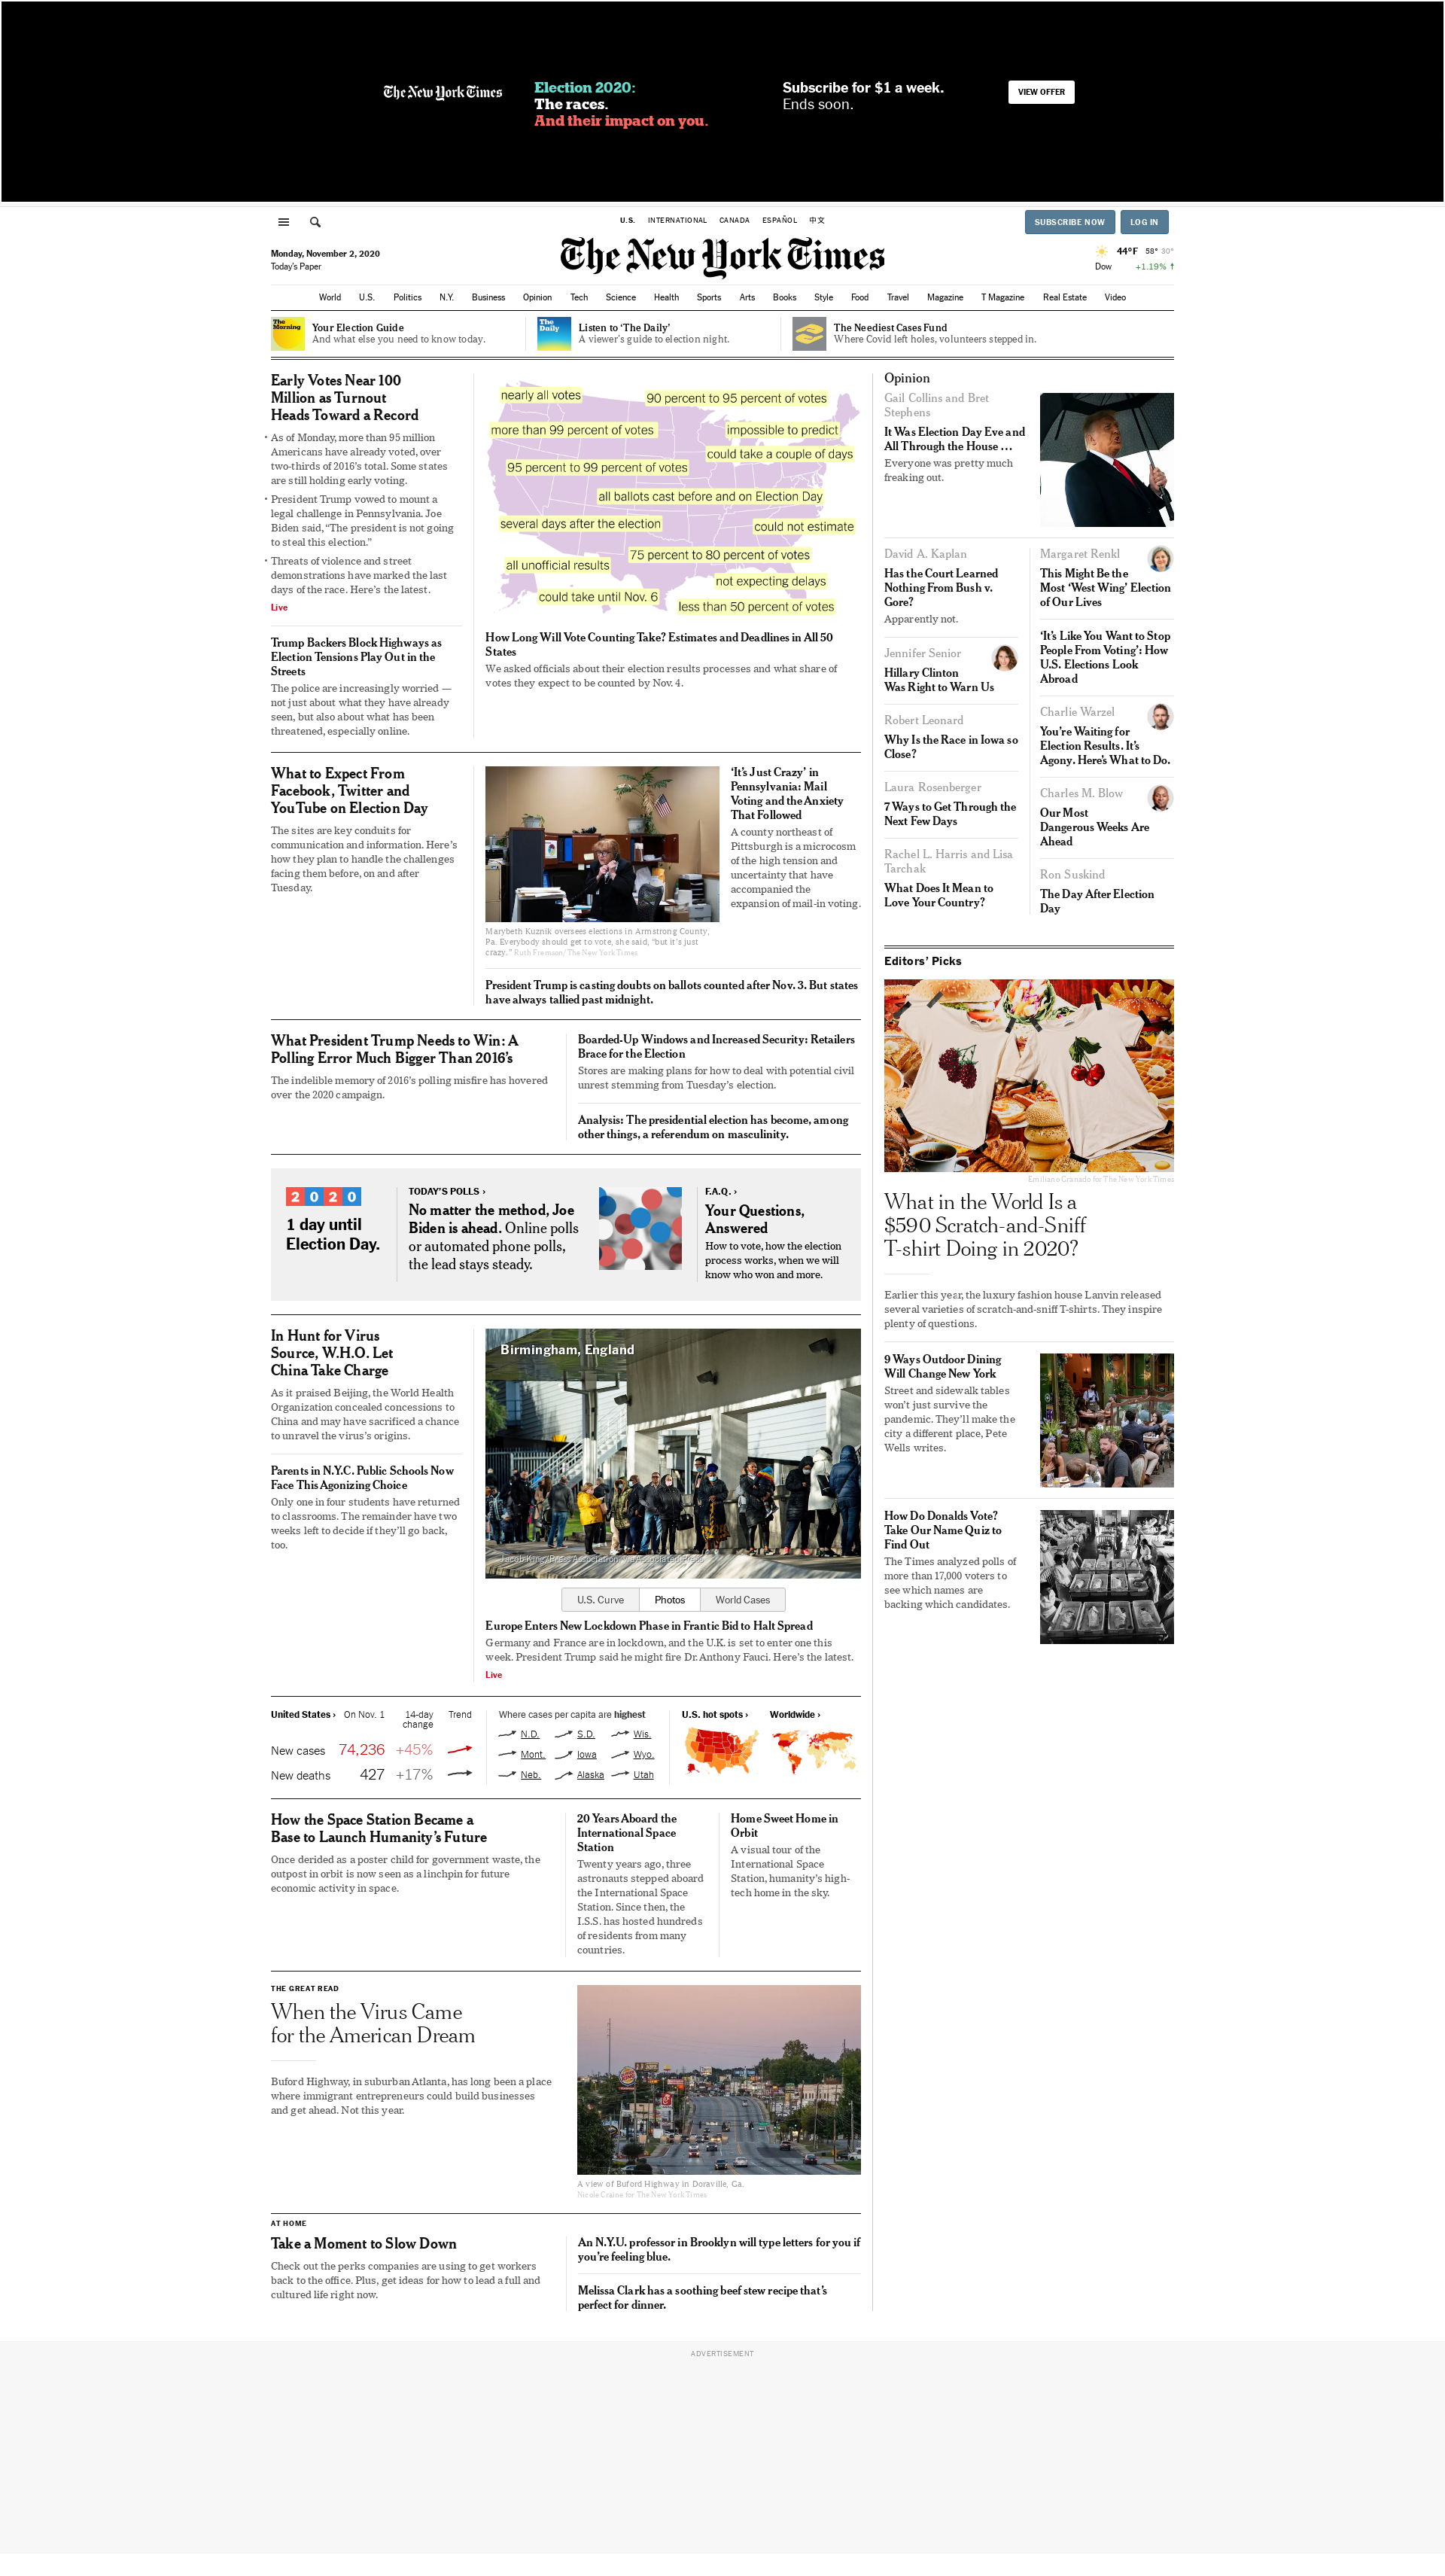 The New York Times
Election 2020:
The races.
And their impact on you.
Subscribe for $1 a week.
Ends soon.
VIEW OFFER
U.S. INTERNATIONAL CANADA ESPAÑOL 中文
SUBSCRIBE NOW LOG IN
Monday, November 2, 2020
Today's Paper
The New York Times
44°F 58° 30°
Dow +1.19% ↑
World U.S. Politics N.Y. Business Opinion Tech Science Health Sports Arts Books Style Food Travel Magazine T Magazine Real Estate Video
The
Morning
Your Election Guide
And what else you need to know today.
The
Daily
Listen to ‘The Daily’
A viewer's guide to election night.
The Neediest Cases Fund
Where Covid left holes, volunteers stepped in.
Early Votes Near 100
Million as Turnout
Heads Toward a Record
• As of Monday, more than 95 million
Americans have already voted, over
two-thirds of 2016's total. Some states
are still holding early voting.
• President Trump vowed to mount a
legal challenge in Pennsylvania. Joe
Biden said, “The president is not going
to steal this election.”
• Threats of violence and street
demonstrations have marked the last
days of the race. Here's the latest.
Live
Trump Backers Block Highways as
Election Tensions Play Out in the
Streets
The police are increasingly worried —
not just about what they have already
seen, but also about what has been
threatened, especially online.
nearly all votes
90 percent to 95 percent of votes
more than 99 percent of votes
impossible to predict
could take a couple of days
95 percent to 99 percent of votes
all ballots cast before and on Election Day
several days after the election
could not estimate
75 percent to 80 percent of votes
all unofficial results
not expecting delays
could take until Nov. 6
less than 50 percent of votes
How Long Will Vote Counting Take? Estimates and Deadlines in All 50
States
We asked officials about their election results processes and what share of
votes they expect to be counted by Nov. 4.
What to Expect From
Facebook, Twitter and
YouTube on Election Day
The sites are key conduits for
communication and information. Here's
how they plan to handle the challenges
facing them before, on and after
Tuesday.
Marybeth Kuznik oversees elections in Armstrong County,
Pa. Everybody should get to vote, she said, “but it's just
crazy.” Ruth Fremson/The New York Times
‘It's Just Crazy’ in
Pennsylvania: Mail
Voting and the Anxiety
That Followed
A county northeast of
Pittsburgh is a microcosm
of the high tension and
uncertainty that have
accompanied the
expansion of mail-in voting.
President Trump is casting doubts on ballots counted after Nov. 3. But states
have always tallied past midnight.
What President Trump Needs to Win: A
Polling Error Much Bigger Than 2016's
The indelible memory of 2016's polling misfire has hovered
over the 2020 campaign.
Boarded-Up Windows and Increased Security: Retailers
Brace for the Election
Stores are making plans for how to deal with potential civil
unrest stemming from Tuesday's election.
Analysis: The presidential election has become, among
other things, a referendum on masculinity.
2020
1 day until
Election Day.
TODAY'S POLLS ›
No matter the method, Joe
Biden is ahead. Online polls
or automated phone polls,
the lead stays steady.
F.A.Q. ›
Your Questions,
Answered
How to vote, how the election
process works, when we will
know who won and more.
In Hunt for Virus
Source, W.H.O. Let
China Take Charge
As it praised Beijing, the World Health
Organization concealed concessions to
China and may have sacrificed a chance
to unravel the virus's origins.
Parents in N.Y.C. Public Schools Now
Face This Agonizing Choice
Only one in four students have returned
to classrooms. The remainder have two
weeks left to decide if they'll go back,
too.
Birmingham, England
U.S. Curve Photos World Cases
Europe Enters New Lockdown Phase in Frantic Bid to Halt Spread
Germany and France are in lockdown, and the U.K. is set to enter one this
week. President Trump said he might fire Dr. Anthony Fauci. Here's the latest.
Live
United States › On Nov. 1 14-day change Trend
New cases 74,236 +45%
New deaths 427 +17%
Where cases per capita are highest
N.D. S.D. Wis.
Mont. Iowa Wyo.
Neb. Alaska Utah
U.S. hot spots › Worldwide ›
How the Space Station Became a
Base to Launch Humanity's Future
Once derided as a poster child for government waste, the
outpost in orbit is now seen as a linchpin for future
economic activity in space.
20 Years Aboard the
International Space
Station
Twenty years ago, three
astronauts stepped aboard
the International Space
Station. Since then, the
I.S.S. has hosted hundreds
of residents from many
countries.
Home Sweet Home in
Orbit
A visual tour of the
International Space
Station, humanity's high-
tech home in the sky.
THE GREAT READ
When the Virus Came
for the American Dream
Buford Highway, in suburban Atlanta, has long been a place
where immigrant entrepreneurs could build businesses
and get ahead. Not this year.
A view of Buford Highway in Doraville, Ga.
Nicole Craine for The New York Times
AT HOME
Take a Moment to Slow Down
Check out the perks companies are using to get workers
back to the office. Plus, get ideas for how to lead a full and
cultured life right now.
An N.Y.U. professor in Brooklyn will type letters for you if
you're feeling blue.
Melissa Clark has a soothing beef stew recipe that's
perfect for dinner.
Opinion
Gail Collins and Bret
Stephens
It Was Election Day Eve and
All Through the House …
Everyone was pretty much
freaking out.
David A. Kaplan
Has the Court Learned
Nothing From Bush v.
Gore?
Apparently not.
Jennifer Senior
Hillary Clinton
Was Right to Warn Us
Robert Leonard
Why Is the Race in Iowa so
Close?
Laura Rosenberger
7 Ways to Get Through the
Next Few Days
Rachel L. Harris and Lisa
Tarchak
What Does It Mean to
Love Your Country?
Margaret Renkl
This Might Be the
Most ‘West Wing’ Election
of Our Lives
‘It's Like You Want to Stop
People From Voting’: How
U.S. Elections Look
Abroad
Charlie Warzel
You're Waiting for
Election Results. It's
Agony. Here's What to Do.
Charles M. Blow
Our Most
Dangerous Weeks Are
Ahead
Ron Suskind
The Day After Election
Day
Editors' Picks
Emiliano Granado for The New York Times
What in the World Is a
$590 Scratch-and-Sniff
T-shirt Doing in 2020?
Earlier this year, the luxury fashion house Lanvin released
several varieties of scratch-and-sniff T-shirts. They inspire
plenty of questions.
9 Ways Outdoor Dining
Will Change New York
Street and sidewalk tables
won't just survive the
pandemic. They'll make the
city a different place, Pete
Wells writes.
How Do Donalds Vote?
Take Our Name Quiz to
Find Out
The Times analyzed polls of
more than 17,000 voters to
see which names are
backing which candidates.
ADVERTISEMENT